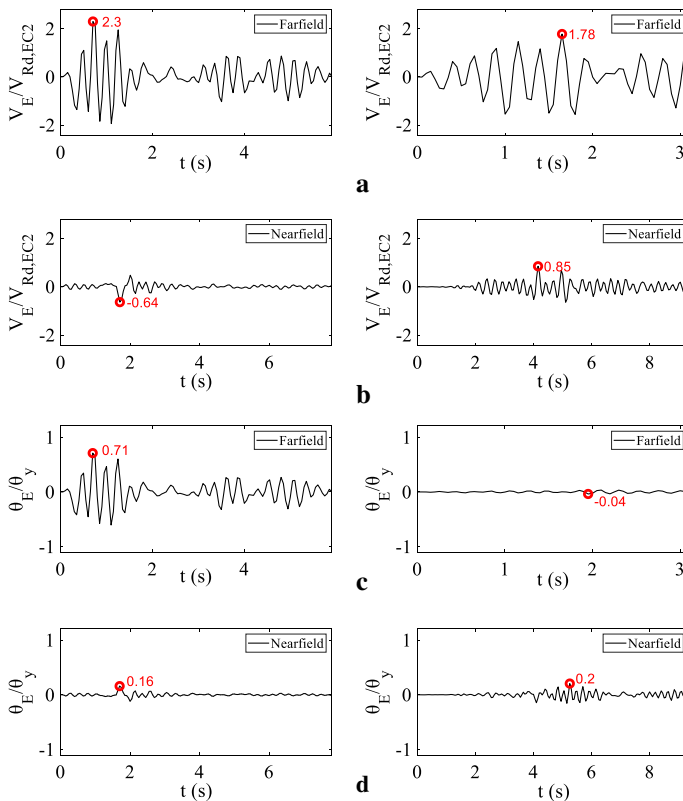 2.3
Farfield
2
0
-2
V_E/V_Rd,EC2
0 2 4
t (s)
1.78
Farfield
2
0
-2
V_E/V_Rd,EC2
0 1 2 3
t (s)
a
Nearfield
2
0
-2
V_E/V_Rd,EC2
-0.64
0 2 4 6
t (s)
Nearfield
2
0
-2
V_E/V_Rd,EC2
0.85
0 2 4 6 8
t (s)
b
Farfield
1
0
-1
θ_E/θ_y
0.71
0 2 4
t (s)
Farfield
1
0
-1
θ_E/θ_y
-0.04
0 1 2 3
t (s)
c
Nearfield
1
0
-1
θ_E/θ_y
0.16
0 2 4 6
t (s)
Nearfield
1
0
-1
θ_E/θ_y
0.2
0 2 4 6 8
t (s)
d